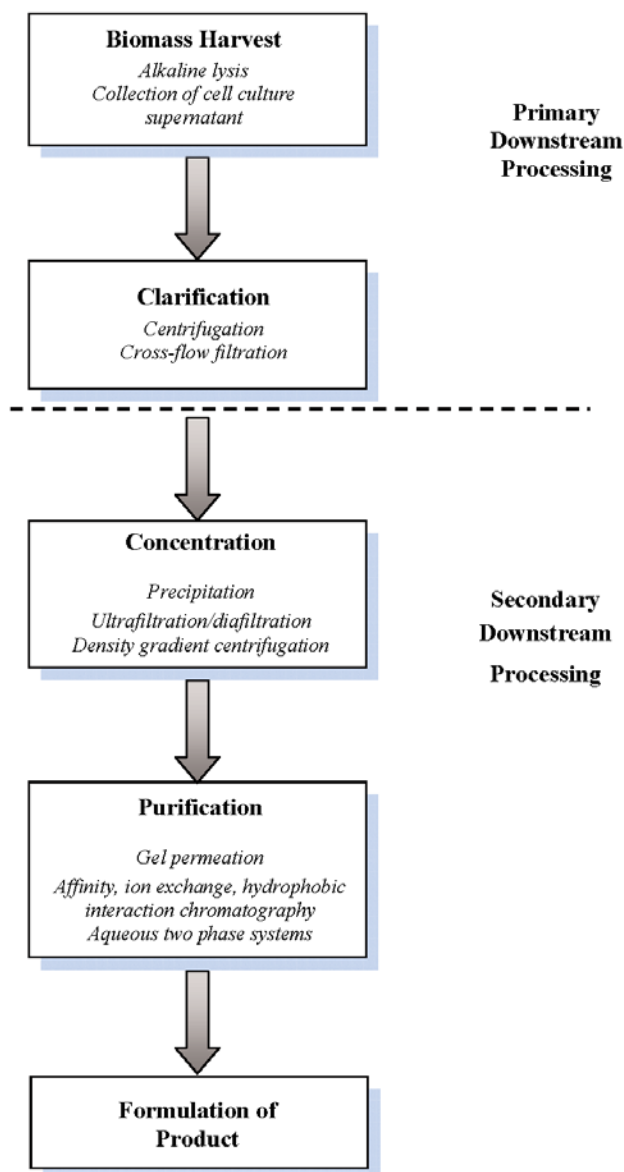 Biomass Harvest
Alkaline lysis
Collection of cell culture
supernatant
Primary
Downstream
Processing
Clarification
Centrifugation
Cross-flow filtration
Concentration
Precipitation
Ultrafiltration/diafiltration
Density gradient centrifugation
Secondary
Downstream
Processing
Purification
Gel permeation
Affinity, ion exchange, hydrophobic
interaction chromatography
Aqueous two phase systems
Formulation of
Product